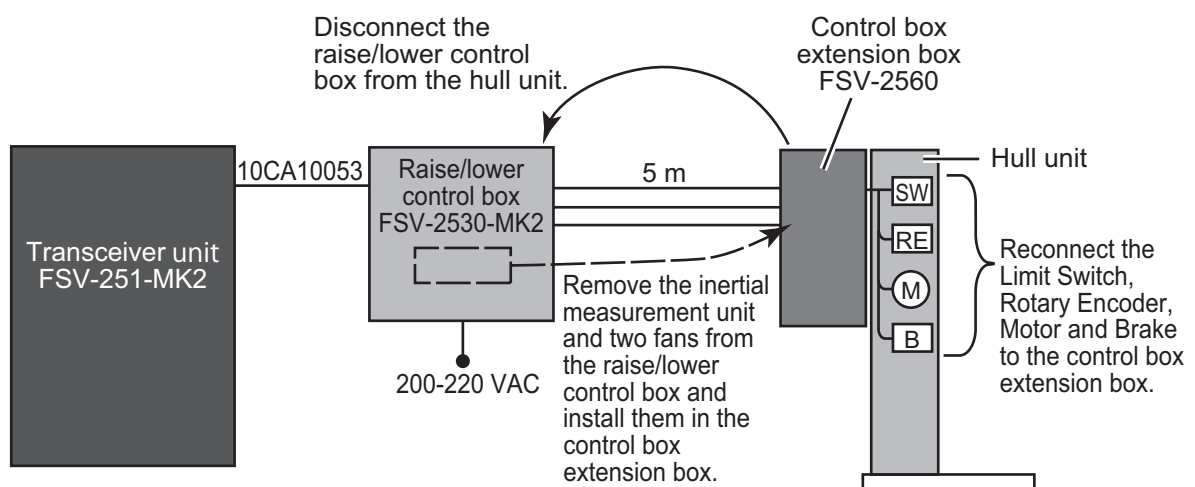 Disconnect the
raise/lower control
box from the hull unit.
Control box
extension box
FSV-2560
Transceiver unit
FSV-251-MK2
10CA10053
Raise/lower
control box
FSV-2530-MK2
200-220 VAC
5 m
Remove the inertial
measurement unit
and two fans from
the raise/lower
control box and
install them in the
control box
extension box.
Hull unit
SW
RE
M
B
Reconnect the
Limit Switch,
Rotary Encoder,
Motor and Brake
to the control box
extension box.